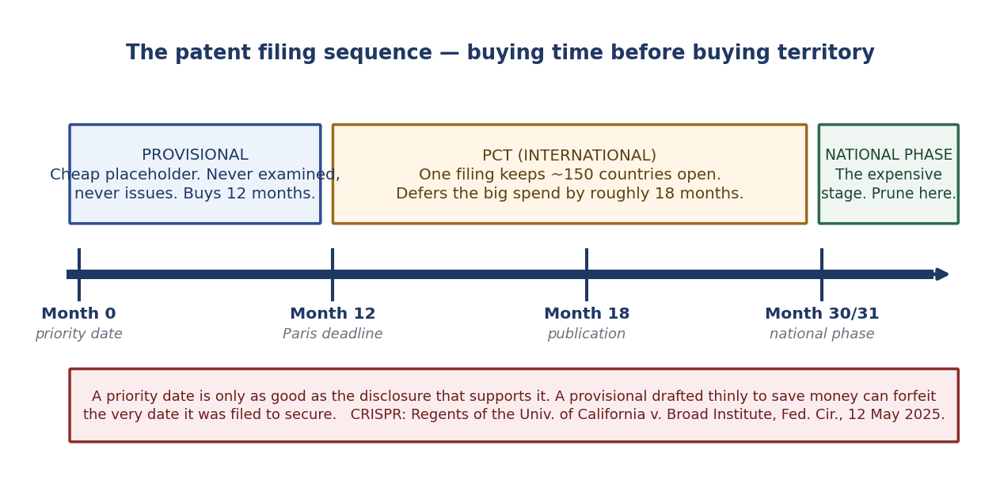 The patent filing sequence — buying time before buying territory
PROVISIONAL
Cheap placeholder. Never examined,
never issues. Buys 12 months.
PCT (INTERNATIONAL)
One filing keeps ~150 countries open.
Defers the big spend by roughly 18 months.
NATIONAL PHASE
The expensive
stage. Prune here.
Month 0
priority date
Month 12
Paris deadline
Month 18
publication
Month 30/31
national phase
A priority date is only as good as the disclosure that supports it. A provisional drafted thinly to save money can forfeit
the very date it was filed to secure.   CRISPR: Regents of the Univ. of California v. Broad Institute, Fed. Cir., 12 May 2025.